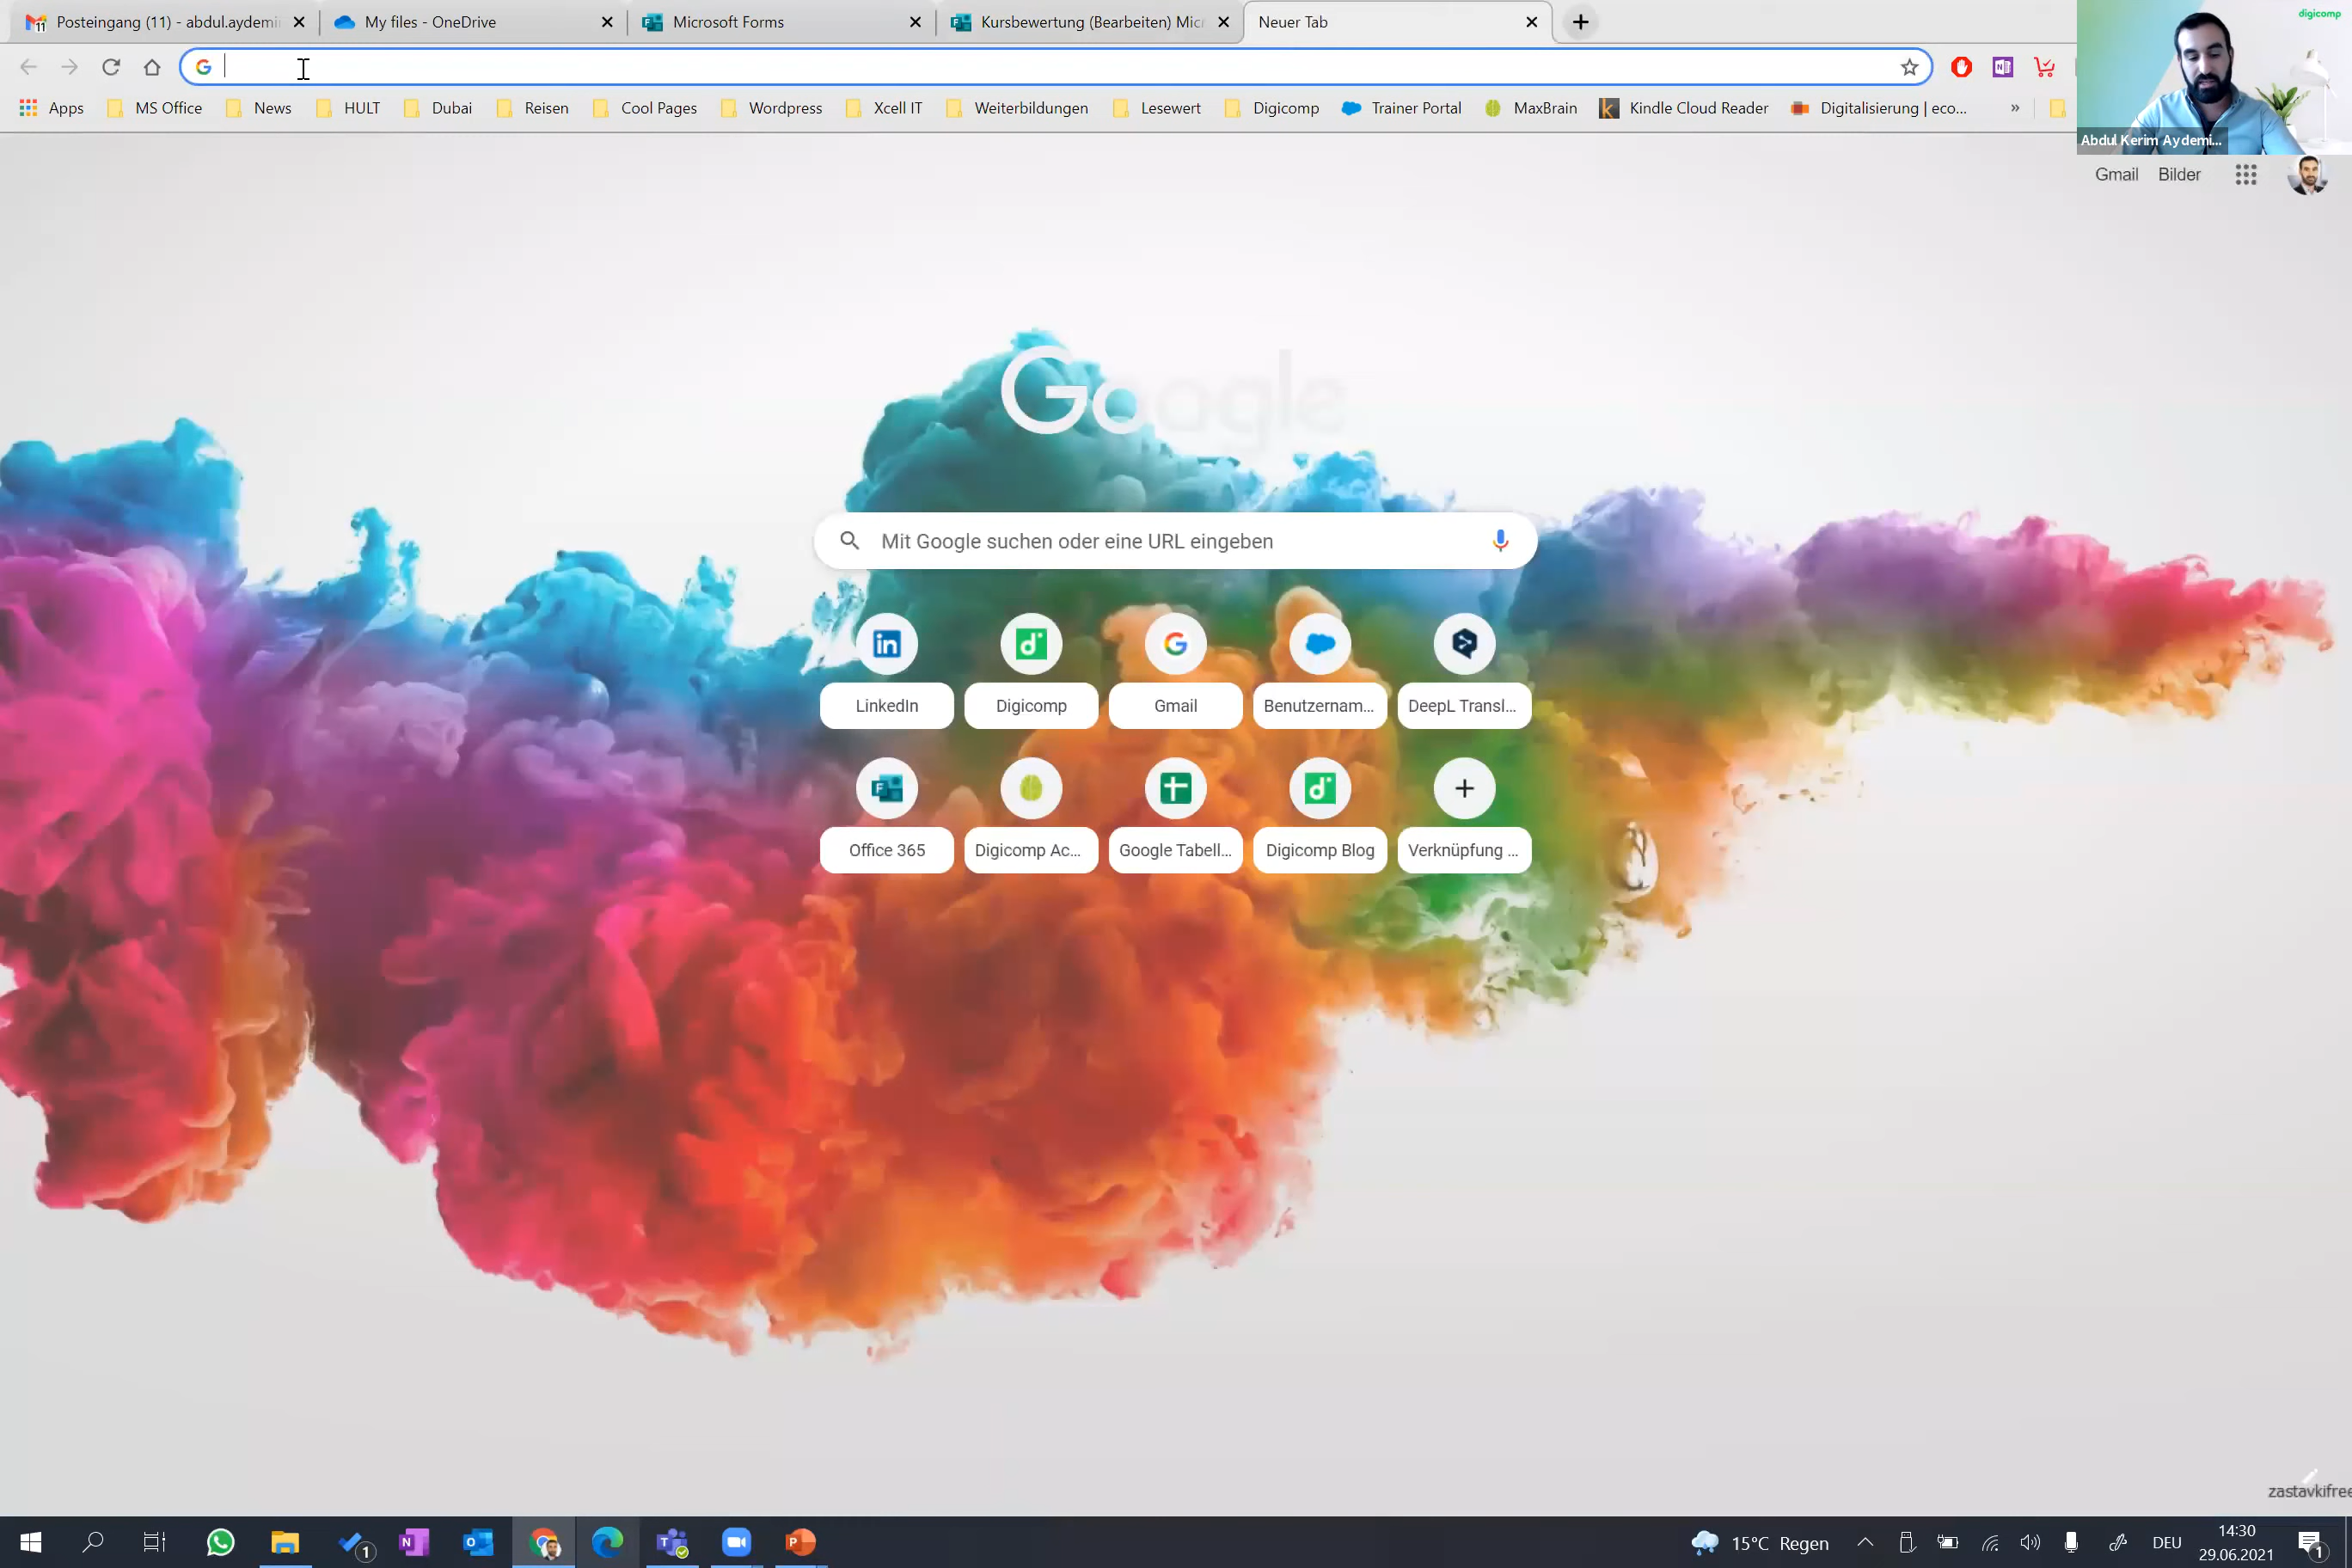 Posteingang (11) - abdul.aydemi
My files - OneDrive
Microsoft Forms
Kursbewertung (Bearbeiten) Mic
Neuer Tab
digicomp
Apps
MS Office
News
HULT
Dubai
Reisen
Cool Pages
Wordpress
Xcell IT
Weiterbildungen
Lesewert
Digicomp
Trainer Portal
MaxBrain
Kindle Cloud Reader
Digitalisierung | eco...
»
Abdul Kerim Aydemi...
Gmail
Bilder
Google
Mit Google suchen oder eine URL eingeben
LinkedIn
Digicomp
Gmail
Benutzernam...
DeepL Transl...
Office 365
Digicomp Ac...
Google Tabell...
Digicomp Blog
Verknüpfung ...
zastavkifree
15°C Regen
DEU
14:30
29.06.2021